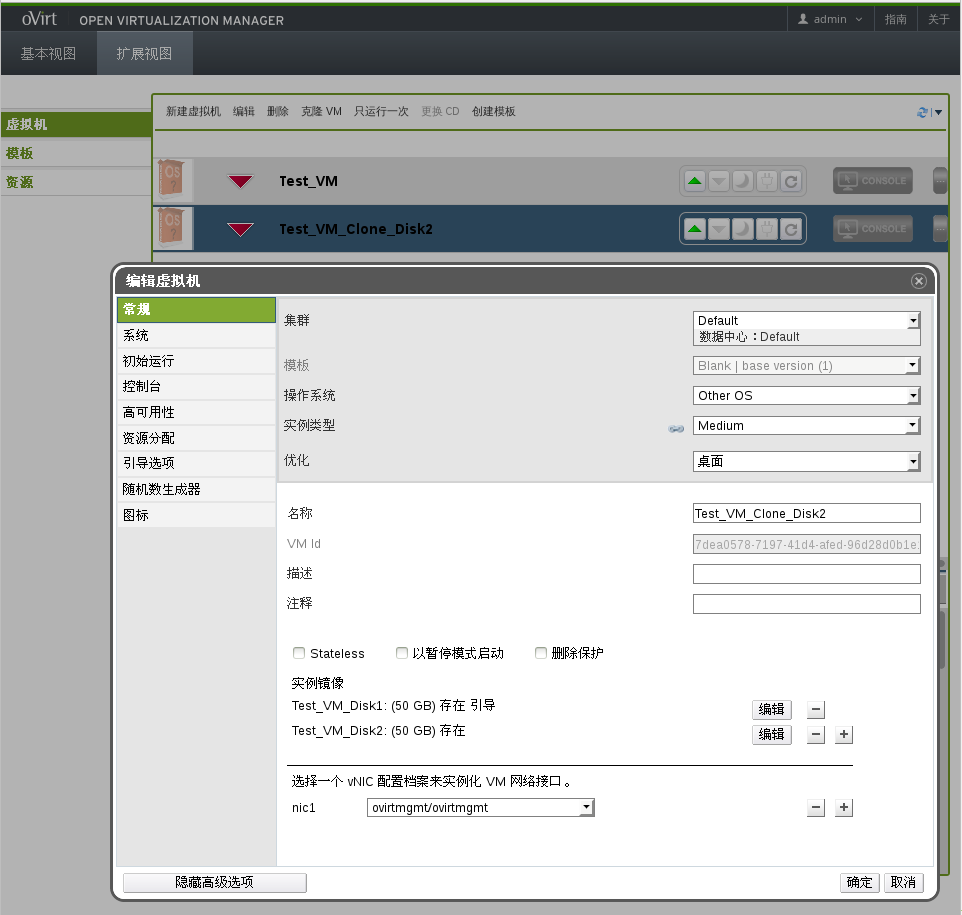 oVirt OPEN VIRTUALIZATION MANAGER admin 指南 关于
基本视图 扩展视图
新建虚拟机 编辑 删除 克隆 VM 只运行一次 更换 CD 创建模板
虚拟机
模板
资源
OS ? Test_VM CONSOLE
OS ? Test_VM_Clone_Disk2 CONSOLE
编辑虚拟机
常规
系统
初始运行
控制台
高可用性
资源分配
引导选项
随机数生成器
图标
集群 Default
数据中心：Default
模板 Blank | base version (1)
操作系统 Other OS
实例类型 Medium
优化 桌面
名称 Test_VM_Clone_Disk2
VM Id 7dea0578-7197-41d4-afed-96d28d0b1e
描述
注释
Stateless 以暂停模式启动 删除保护
实例镜像
Test_VM_Disk1: (50 GB) 存在 引导 编辑 −
Test_VM_Disk2: (50 GB) 存在 编辑 − +
选择一个 vNIC 配置档案来实例化 VM 网络接口 。
nic1 ovirtmgmt/ovirtmgmt − +
隐藏高级选项 确定 取消